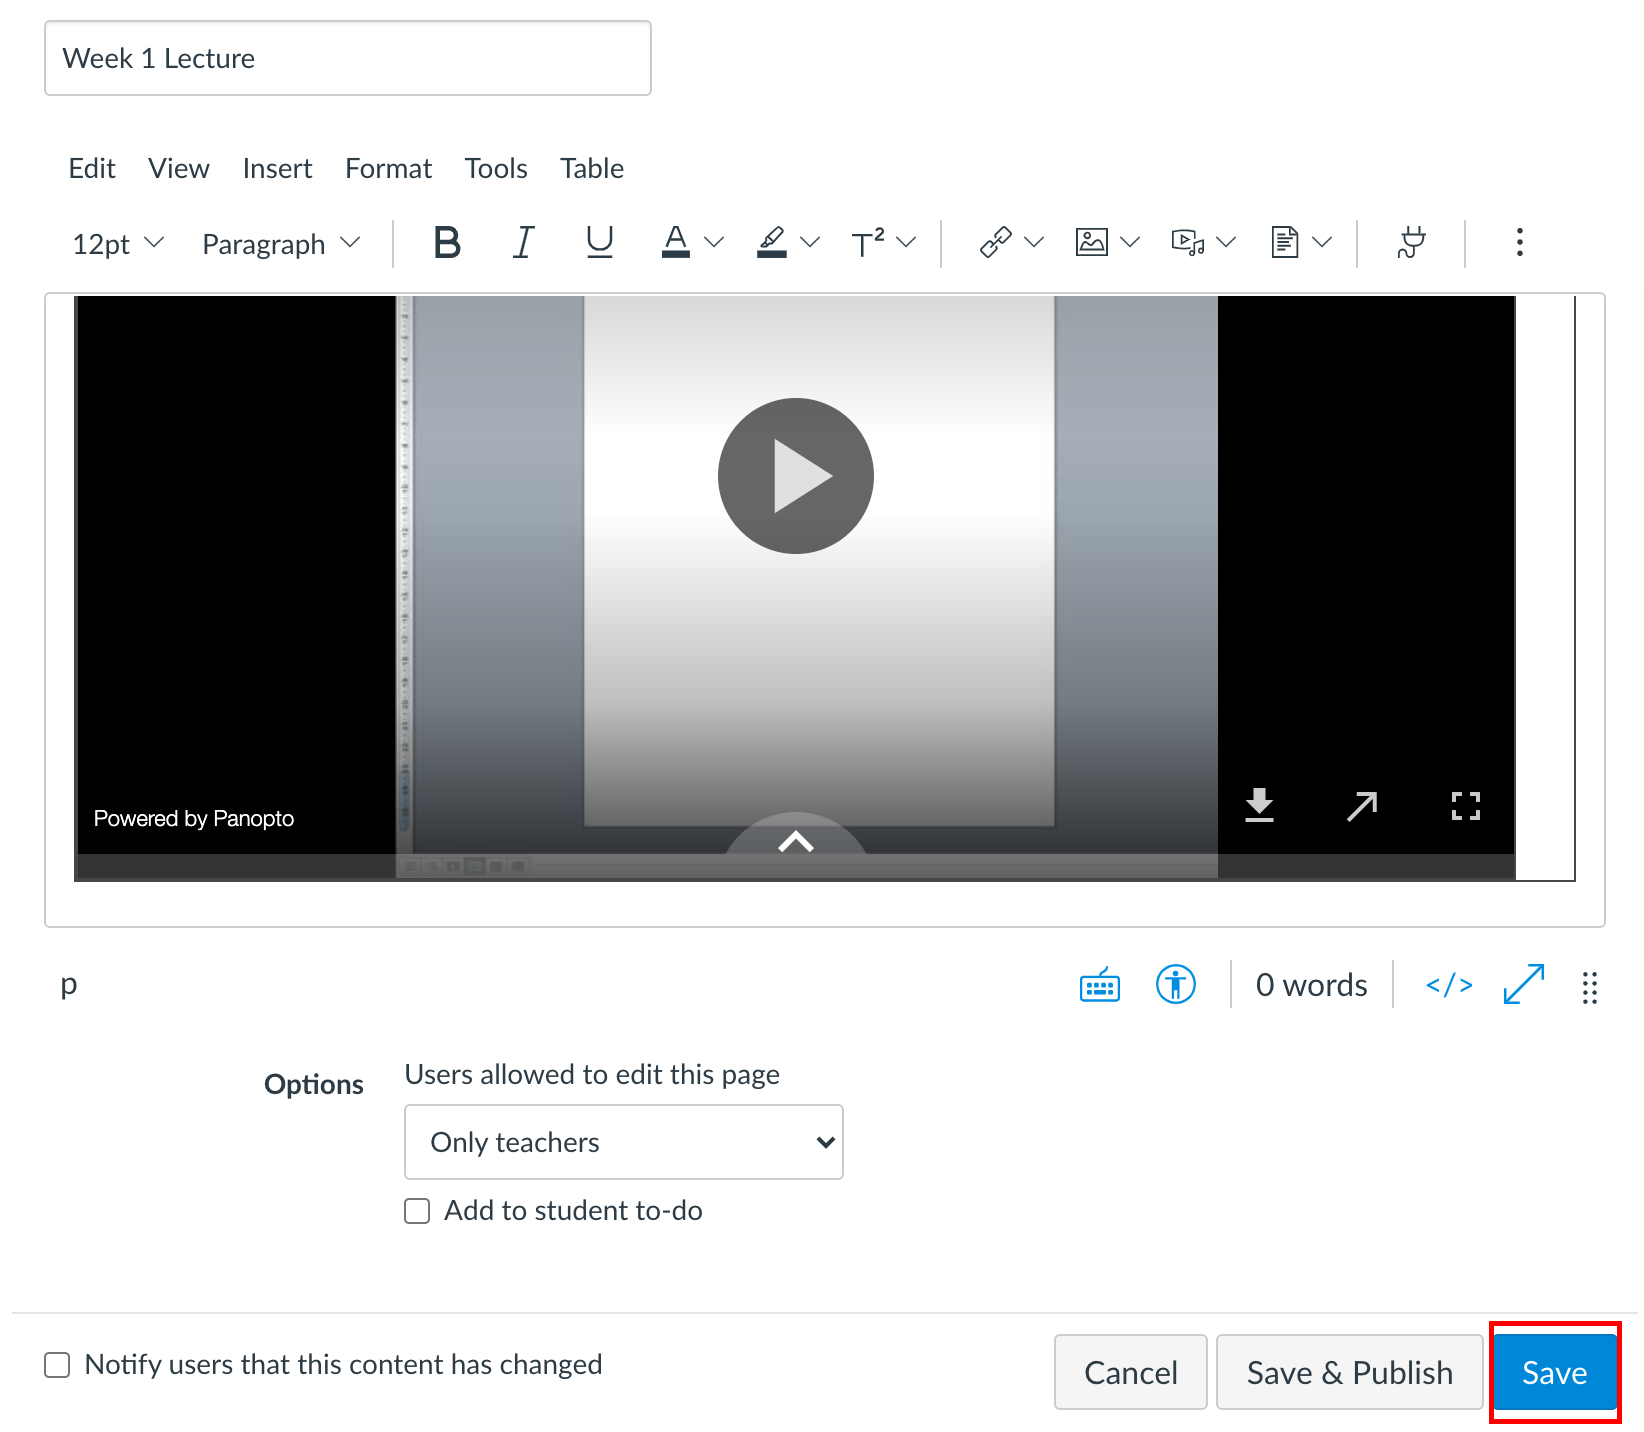 Week 1 Lecture
Edit View Insert Format Tools Table
12pt Paragraph B I U A T²
Powered by Panopto
p 0 words </>
Options
Users allowed to edit this page
Only teachers
Add to student to-do
Notify users that this content has changed
Cancel Save & Publish Save